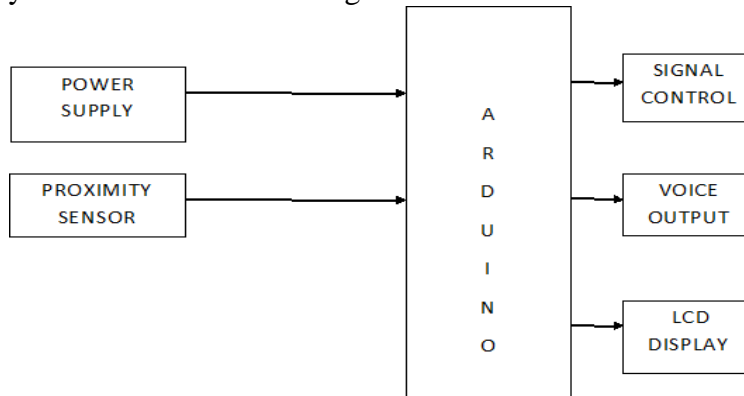 POWER
SUPPLY
PROXIMITY
SENSOR
A
R
D
U
I
N
O
SIGNAL
CONTROL
VOICE
OUTPUT
LCD
DISPLAY